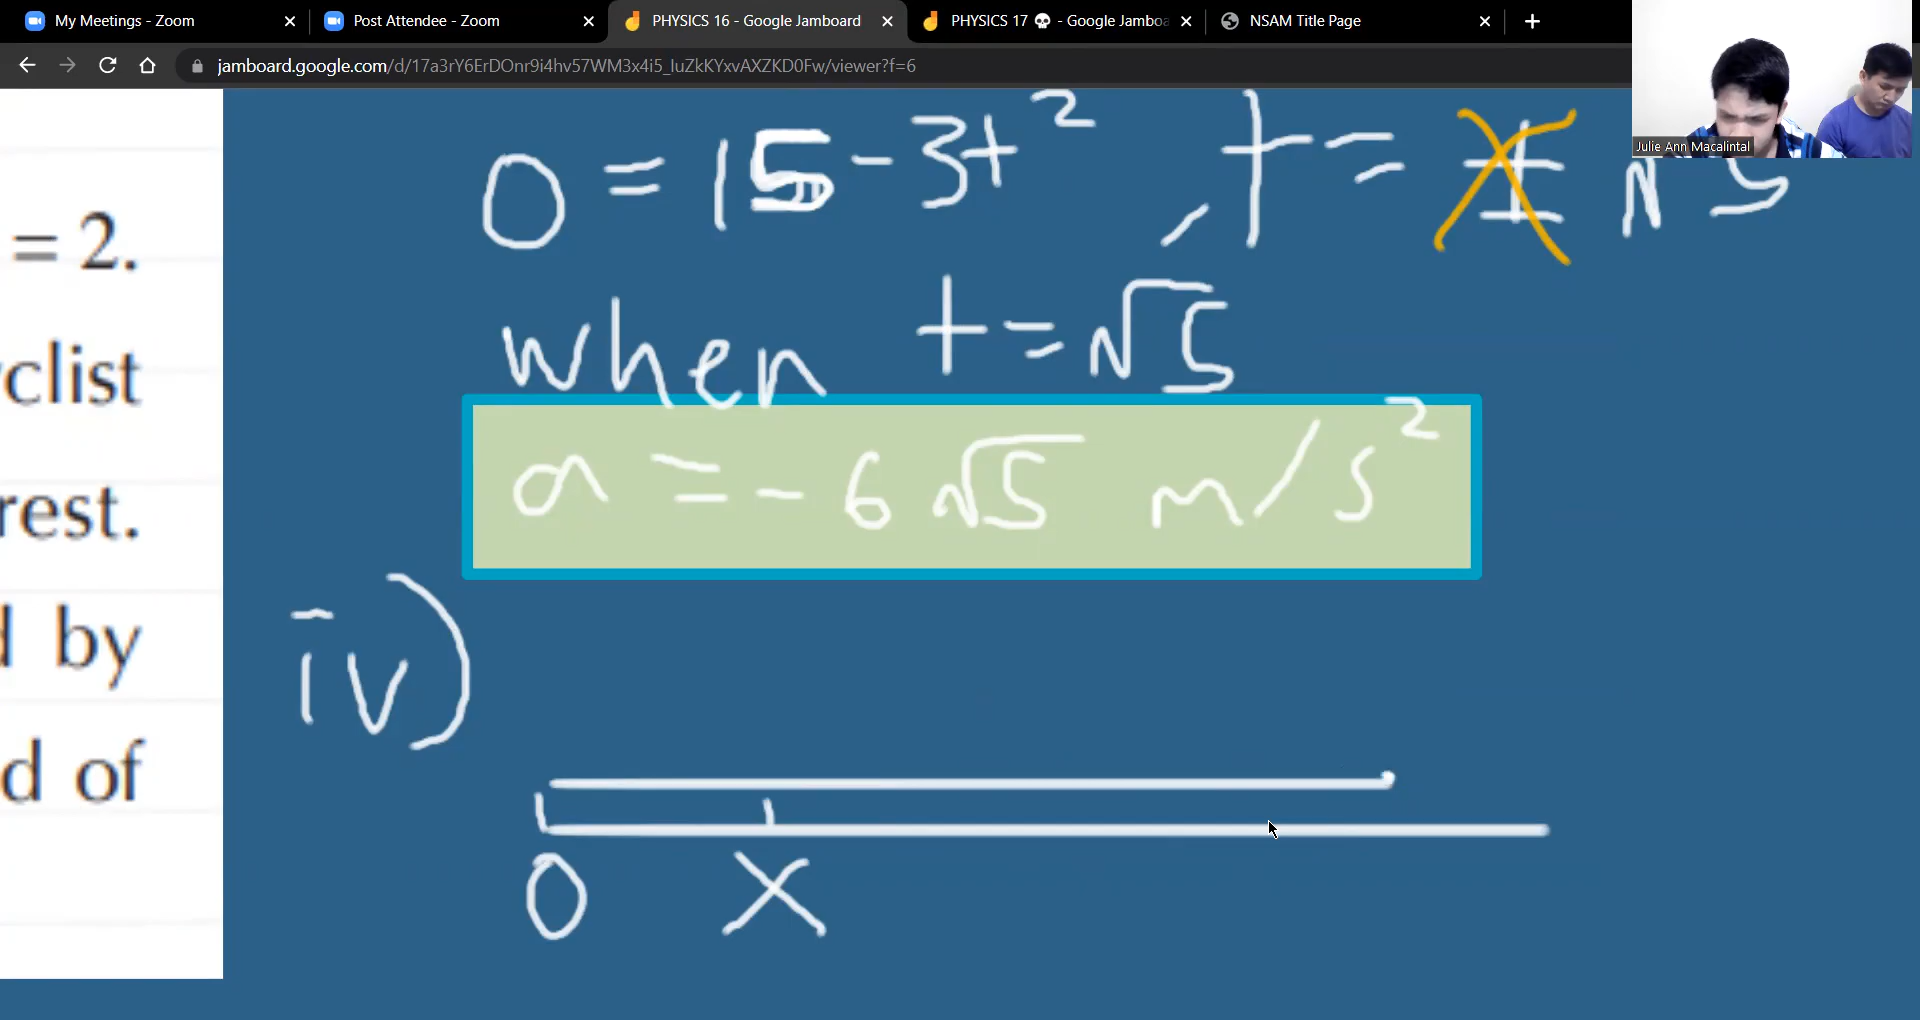 My Meetings - Zoom
Post Attendee - Zoom
PHYSICS 16 - Google Jamboard
PHYSICS 17 💀 - Google Jambo
NSAM Title Page
jamboard.google.com/d/17a3rY6ErDOnr9i4hv57WM3x4i5_luZkKYxvAXZKD0Fw/viewer?f=6
Julie Ann Macalintal
0 = 15 - 3t² , t = ± √5
= 2.
when t = √5
clist
a = - 6 √5 m/s²
rest.
iv)
d by
d of
0 x